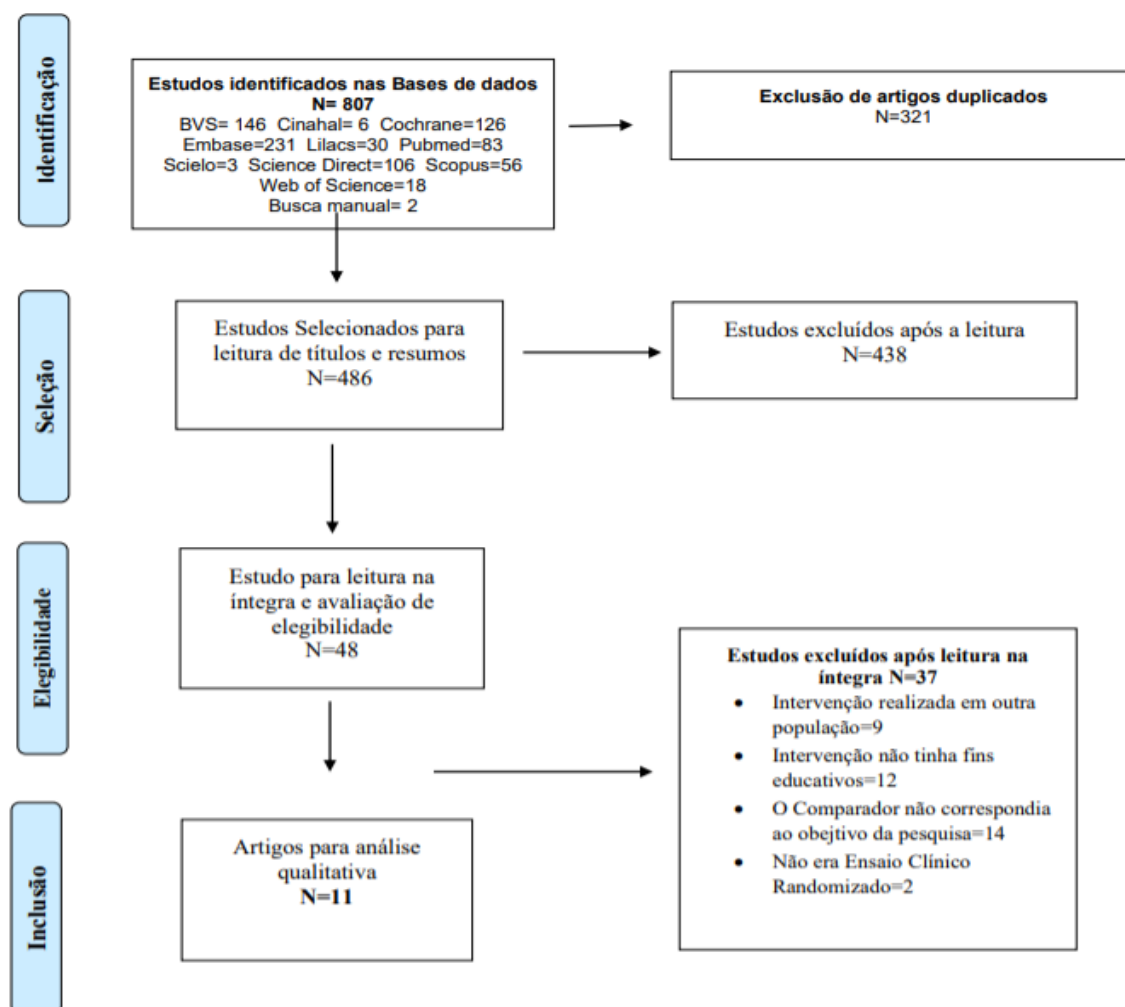 Identificação
Estudos identificados nas Bases de dados
N= 807
BVS= 146 Cinahal= 6 Cochrane=126
Embase=231 Lilacs=30 Pubmed=83
Scielo=3 Science Direct=106 Scopus=56
Web of Science=18
Busca manual= 2
Exclusão de artigos duplicados
N=321
Seleção
Estudos Selecionados para
leitura de títulos e resumos
N=486
Estudos excluídos após a leitura
N=438
Elegibilidade
Estudo para leitura na
íntegra e avaliação de
elegibilidade
N=48
Estudos excluídos após leitura na
íntegra N=37
• Intervenção realizada em outra
população=9
• Intervenção não tinha fins
educativos=12
• O Comparador não correspondia
ao obejtivo da pesquisa=14
• Não era Ensaio Clínico
Randomizado=2
Inclusão
Artigos para análise
qualitativa
N=11